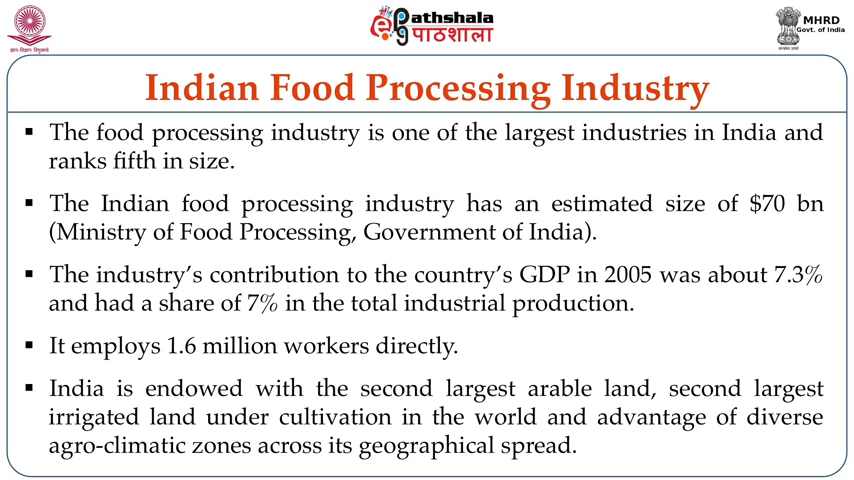 ePathshala
पाठशाला
MHRD
Govt. of India
ज्ञान-विज्ञान विमुक्तये
Indian Food Processing Industry
▪ The food processing industry is one of the largest industries in India and
ranks fifth in size.
▪ The Indian food processing industry has an estimated size of $70 bn
(Ministry of Food Processing, Government of India).
▪ The industry’s contribution to the country’s GDP in 2005 was about 7.3%
and had a share of 7% in the total industrial production.
▪ It employs 1.6 million workers directly.
▪ India is endowed with the second largest arable land, second largest
irrigated land under cultivation in the world and advantage of diverse
agro-climatic zones across its geographical spread.